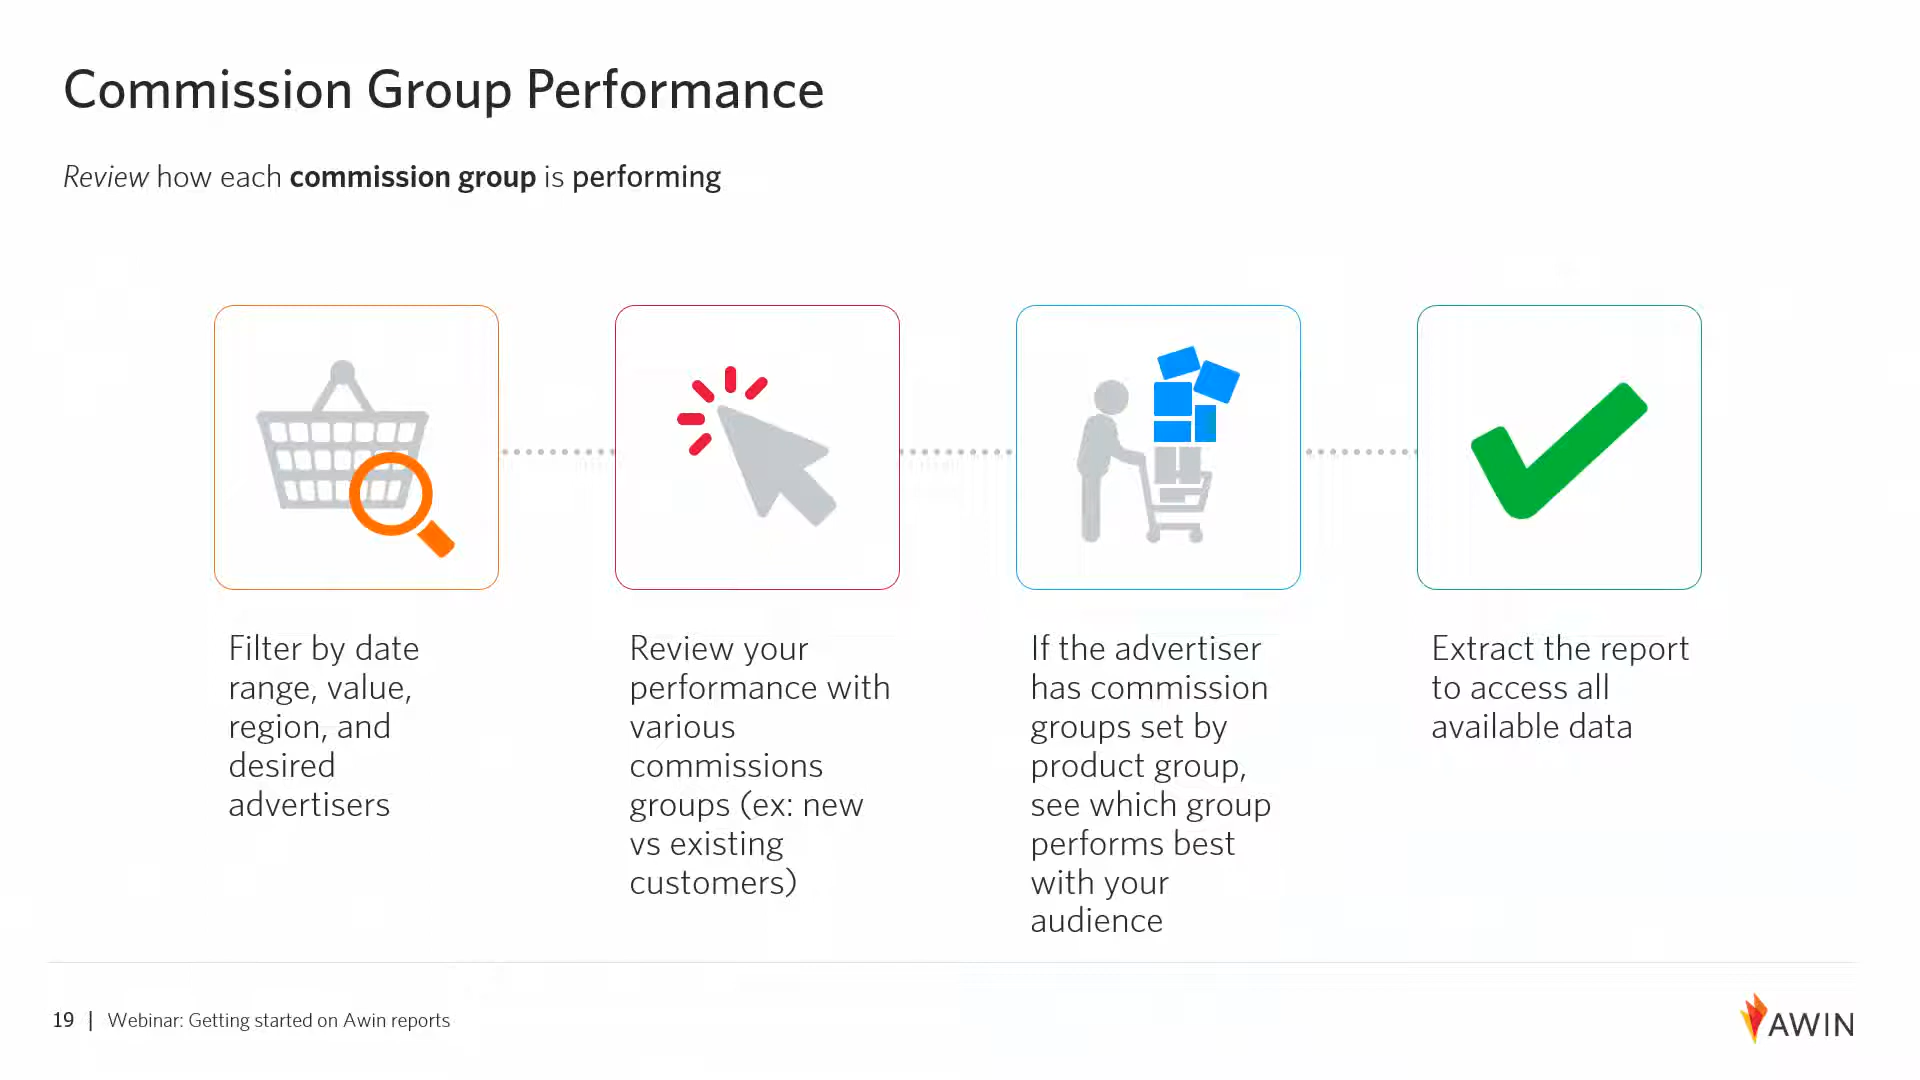 Commission Group Performance
Review how each commission group is performing
Filter by date
range, value,
region, and
desired
advertisers
Review your
performance with
various
commissions
groups (ex: new
vs existing
customers)
If the advertiser
has commission
groups set by
product group,
see which group
performs best
with your
audience
Extract the report
to access all
available data
19 | Webinar: Getting started on Awin reports
AWIN